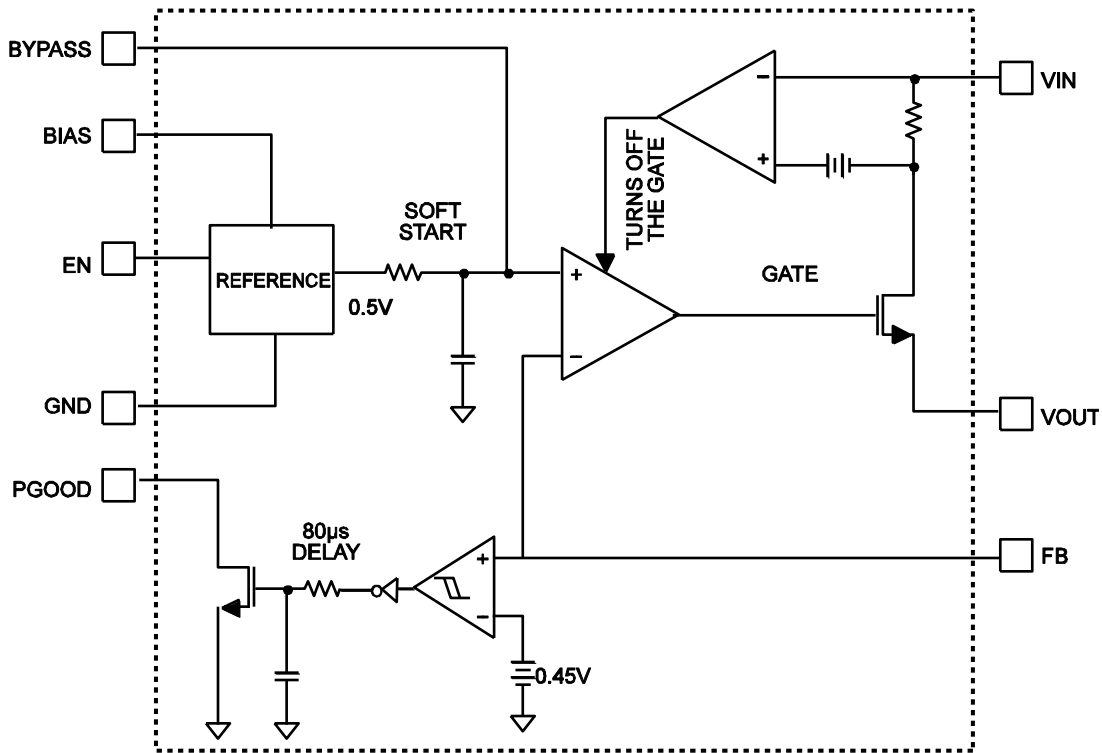 BYPASS
BIAS
EN
GND
PGOOD
REFERENCE
SOFT
START
0.5V
+
−
TURNS OFF
THE GATE
−
+
GATE
VIN
VOUT
FB
80µs
DELAY
+
−
0.45V